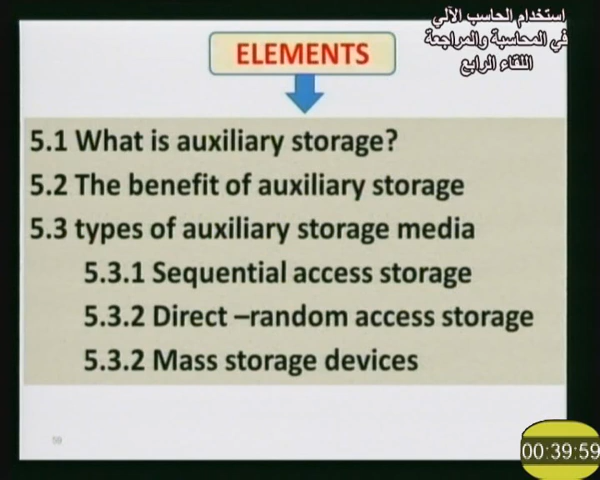 استخدام الحاسب الآلي
في المحاسبة والمراجعة
اللقاء الرابع
ELEMENTS
5.1 What is auxiliary storage?
5.2 The benefit of auxiliary storage
5.3 types of auxiliary storage media
5.3.1 Sequential access storage
5.3.2 Direct –random access storage
5.3.2 Mass storage devices
00:39:59